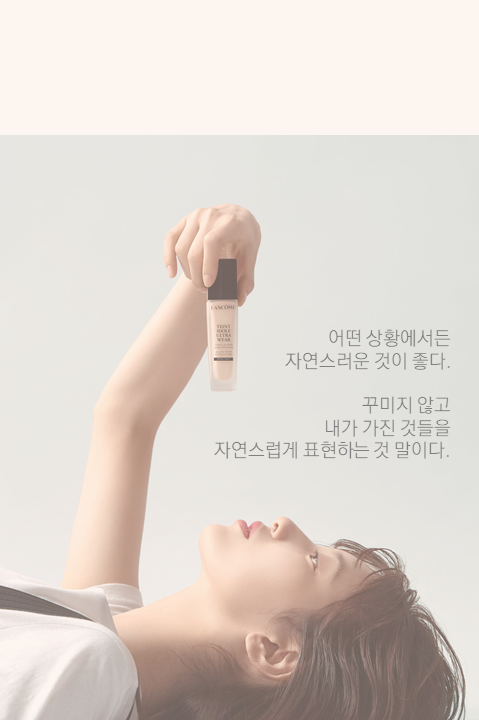 LANCÔME
TEINT
IDOLE
ULTRA
WEAR
어떤 상황에서든
자연스러운 것이 좋다.
꾸미지 않고
내가 가진 것들을
자연스럽게 표현하는 것 말이다.